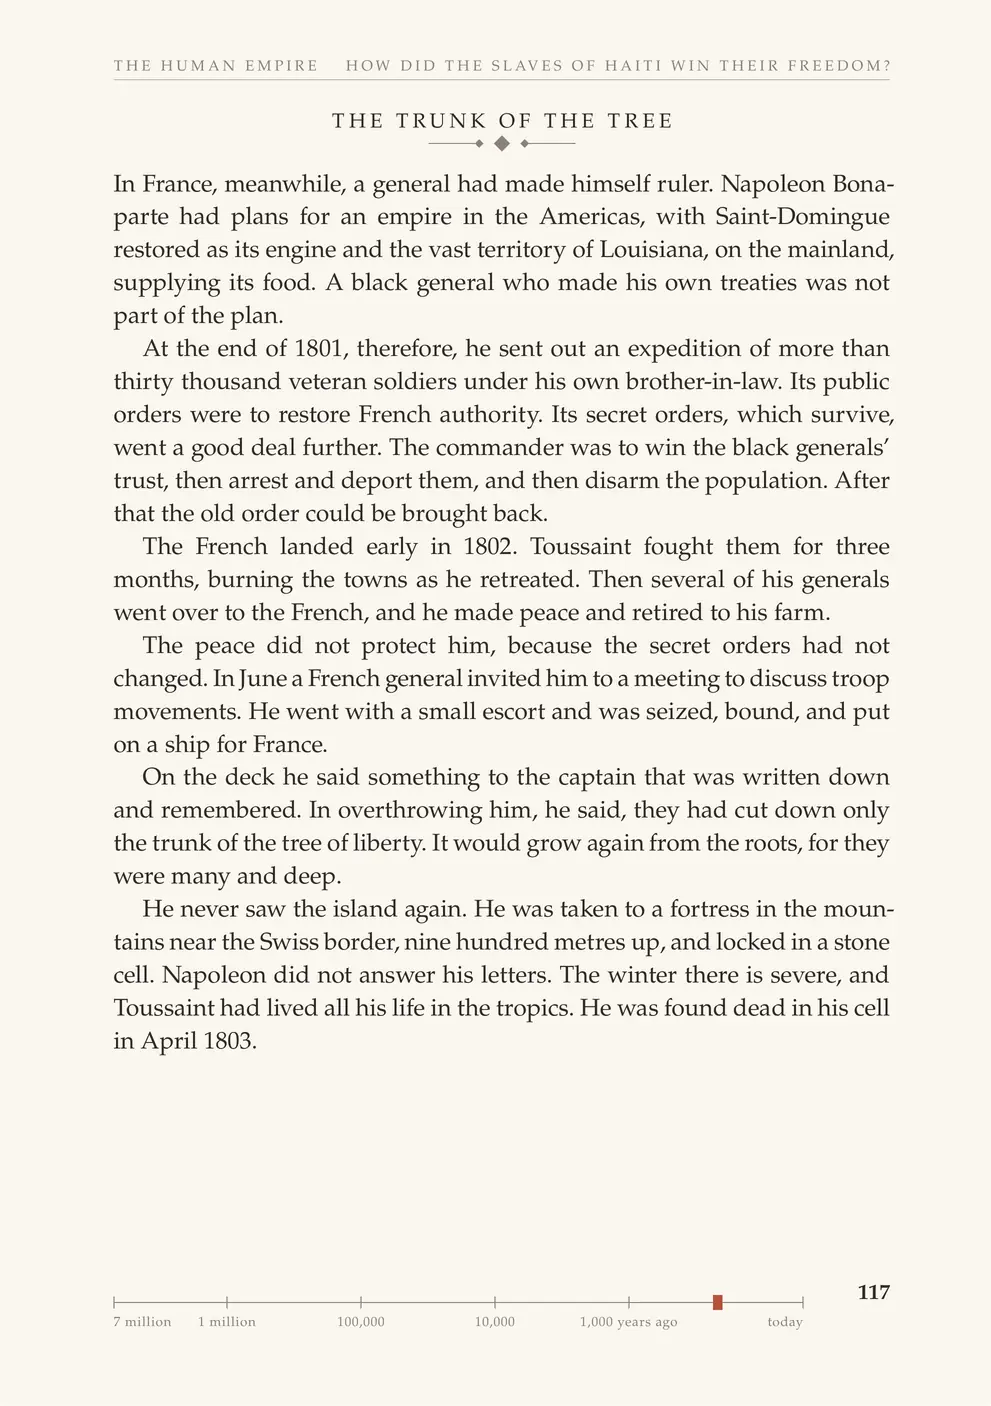 THE HUMAN EMPIRE HOW DID THE SLAVES OF HAITI WIN THEIR FREEDOM?
THE TRUNK OF THE TREE
In France, meanwhile, a general had made himself ruler. Napoleon Bona-
parte had plans for an empire in the Americas, with Saint-Domingue
restored as its engine and the vast territory of Louisiana, on the mainland,
supplying its food. A black general who made his own treaties was not
part of the plan.
At the end of 1801, therefore, he sent out an expedition of more than
thirty thousand veteran soldiers under his own brother-in-law. Its public
orders were to restore French authority. Its secret orders, which survive,
went a good deal further. The commander was to win the black generals’
trust, then arrest and deport them, and then disarm the population. After
that the old order could be brought back.
The French landed early in 1802. Toussaint fought them for three
months, burning the towns as he retreated. Then several of his generals
went over to the French, and he made peace and retired to his farm.
The peace did not protect him, because the secret orders had not
changed. In June a French general invited him to a meeting to discuss troop
movements. He went with a small escort and was seized, bound, and put
on a ship for France.
On the deck he said something to the captain that was written down
and remembered. In overthrowing him, he said, they had cut down only
the trunk of the tree of liberty. It would grow again from the roots, for they
were many and deep.
He never saw the island again. He was taken to a fortress in the moun-
tains near the Swiss border, nine hundred metres up, and locked in a stone
cell. Napoleon did not answer his letters. The winter there is severe, and
Toussaint had lived all his life in the tropics. He was found dead in his cell
in April 1803.
117
7 million 1 million 100,000 10,000 1,000 years ago today